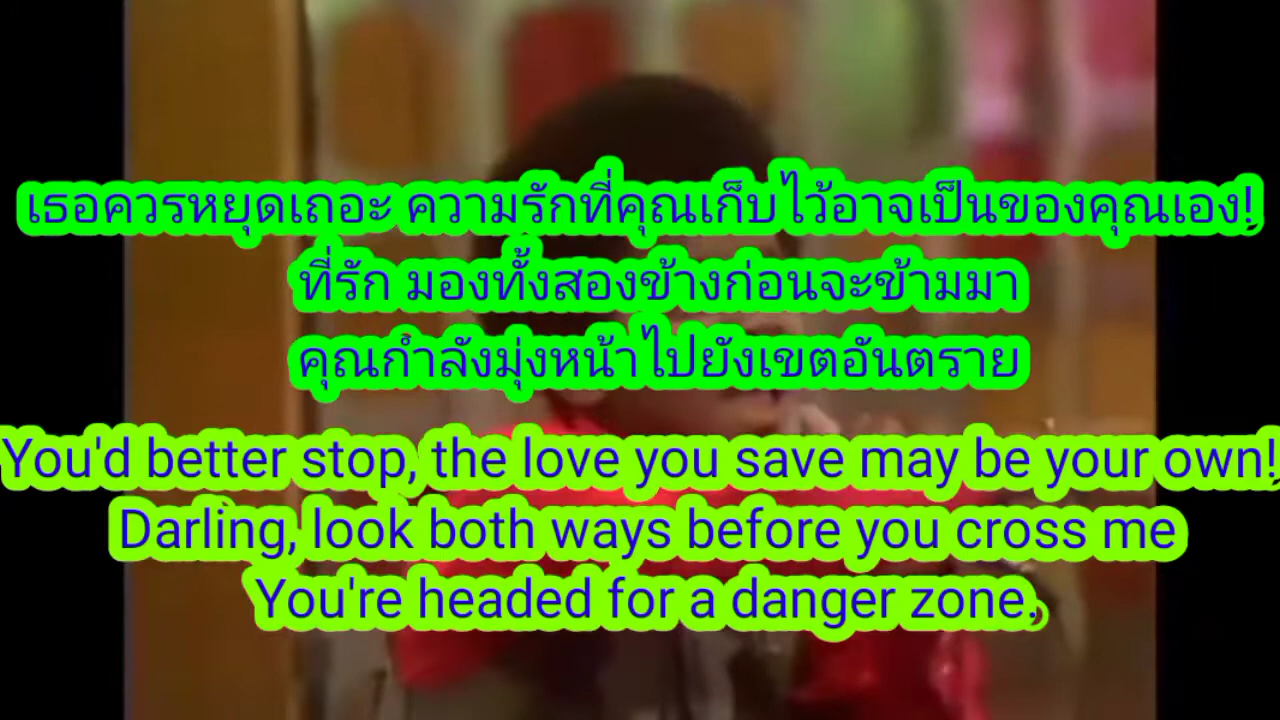 เธอควรหยุดเถอะ ความรักที่คุณเก็บไว้อาจเป็นของคุณเอง!
ที่รัก มองทั้งสองข้างก่อนจะข้ามมา
คุณกำลังมุ่งหน้าไปยังเขตอันตราย
You'd better stop, the love you save may be your own!
Darling, look both ways before you cross me
You're headed for a danger zone.